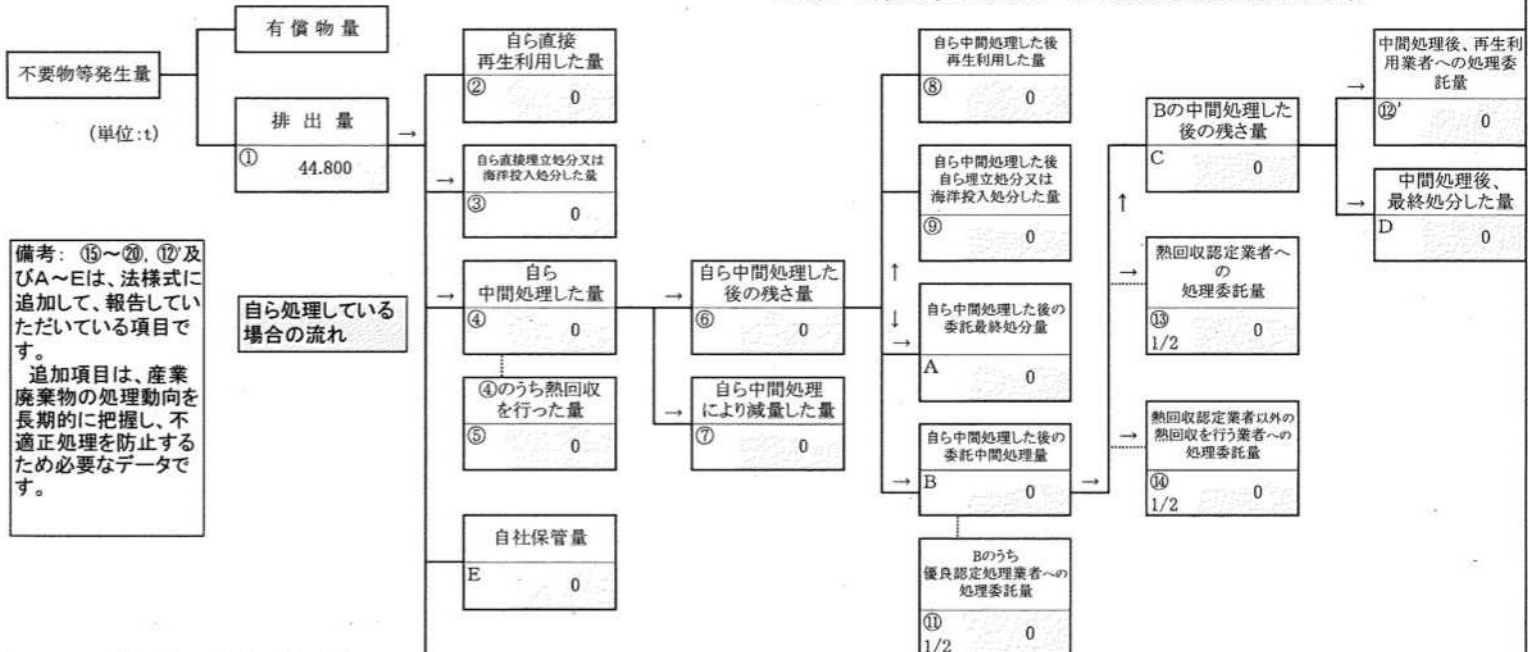 有償物量
不要物等発生量
(単位:t)
排出量
→
①
44.800
自ら直接
再生利用した量
②
0
→
自ら直接埋立処分又は
海洋投入処分した量
③
0
備考: ⑮~⑳, ⑫'及
びA~Eは、法様式に
追加して、報告してい
ただいている項目で
す。
追加項目は、産業
廃棄物の処理動向を
長期的に把握し、不
適正処理を防止する
ため必要なデータで
す。
自ら処理している
場合の流れ
→
自ら
中間処理した量
④
0
④のうち熱回収
を行った量
⑤
0
自社保管量
E
0
→
自ら中間処理した
後の残さ量
⑥
0
→
自ら中間処理
により減量した量
⑦
0
自ら中間処理した後
再生利用した量
⑧
0
自ら中間処理した後
自ら埋立処分又は
海洋投入処分した量
⑨
0
↑
↓
→
自ら中間処理した後の
委託最終処分量
A
0
→
自ら中間処理した後の
委託中間処理量
B
0
→
Bのうち
優良認定処理業者への
処理委託量
⑪
1/2
0
Bの中間処理した
後の残さ量
C
0
↑
→
熱回収認定業者へ
の
処理委託量
⑬
1/2
0
→
熱回収認定業者以外の
熱回収を行う業者への
処理委託量
⑭
1/2
0
→
中間処理後、再生利
用業者への処理委
託量
⑫'
0
→
中間処理後、
最終処分した量
D
0